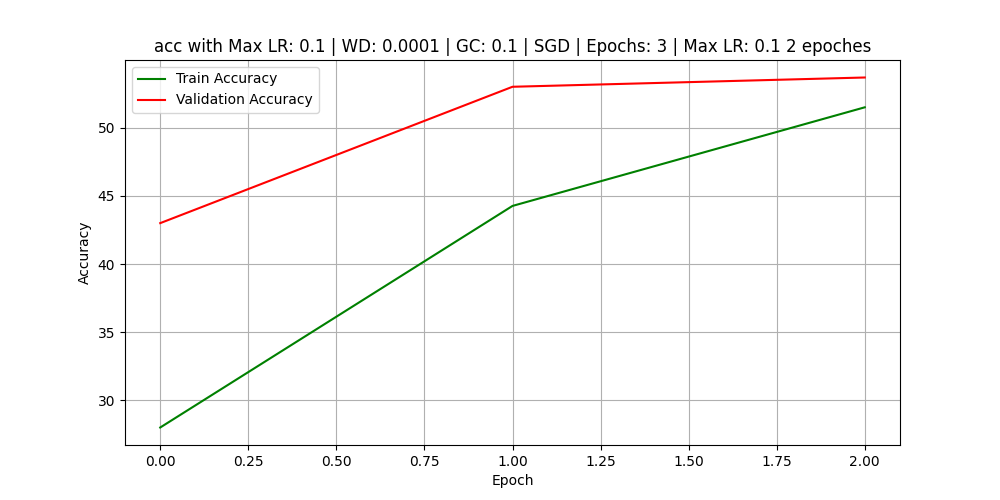 acc with Max LR: 0.1 | WD: 0.0001 | GC: 0.1 | SGD | Epochs: 3 | Max LR: 0.1 2 epoches
Train Accuracy
Validation Accuracy
Accuracy
50
45
40
35
30
0.00 0.25 0.50 0.75 1.00 1.25 1.50 1.75 2.00
Epoch